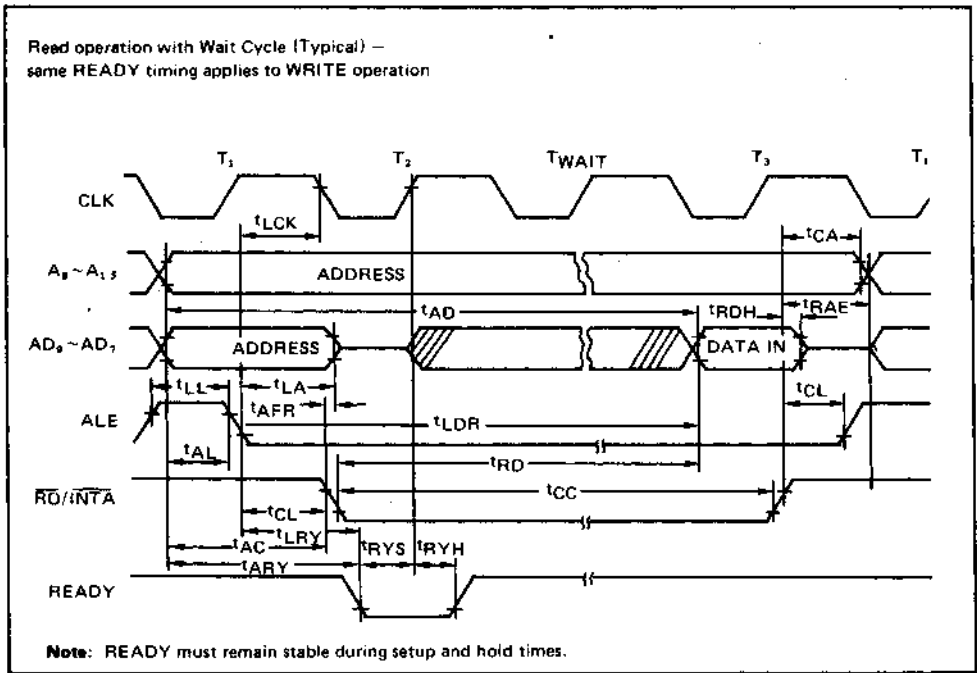 Read operation with Wait Cycle (Typical) —
same READY timing applies to WRITE operation
T₁ T₂ TWAIT T₃ T₁
CLK
tLCK
tCA
A₈~A₁₅
ADDRESS
tAD
tRDH
tRAE
AD₀~AD₇
ADDRESS
DATA IN
tLL
tLA
tCL
tAFR
ALE
tLDR
tAL
tRD
RD/INTA
tCC
tCL
tLRY
tAC
tRYS
tRYH
tARY
READY
Note: READY must remain stable during setup and hold times.